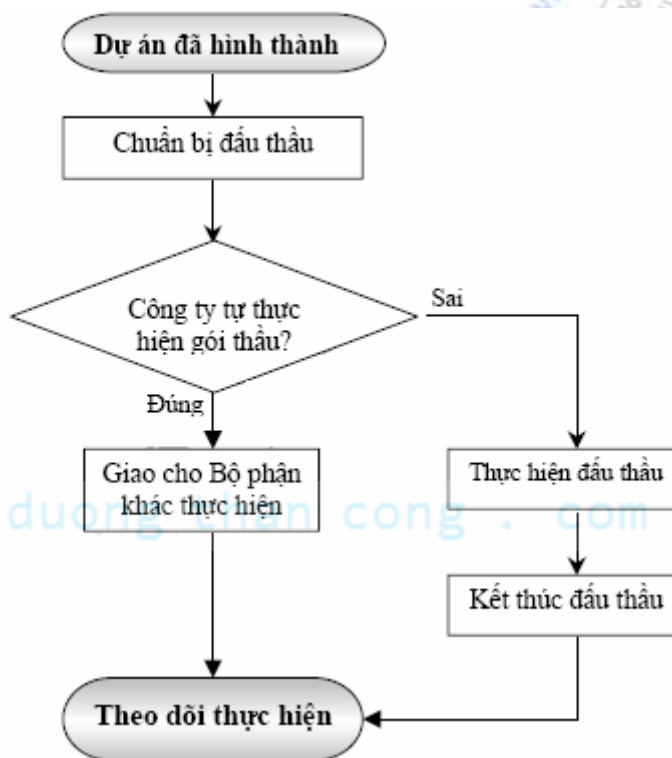 Dự án đã hình thành
Chuẩn bị đấu thầu
Công ty tự thực
hiện gói thầu?
Sai
Đúng
Giao cho Bộ phận
khác thực hiện
Thực hiện đấu thầu
duong than cong . com
Kết thúc đấu thầu
Theo dõi thực hiện